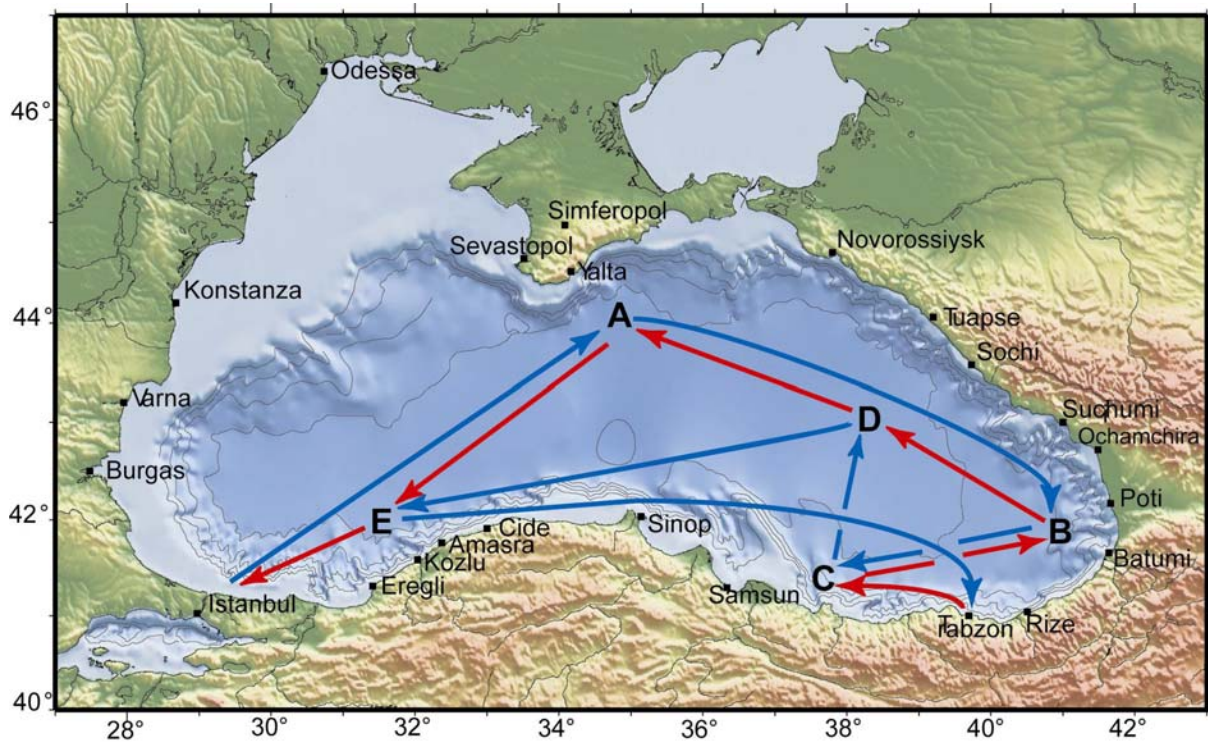 Odessa
46°
Simferopol
Sevastopol
Yalta
Novorossiysk
Konstanza
44°
A
Tuapse
Sochi
Varna
D
Suchumi
Ochamchira
Burgas
Poti
42°
E
Cide
Sinop
B
Amasra
Batumi
Kozlu
C
Eregli
Samsun
Istanbul
Tabzon
Rize
40°
28 30 32 34 36 38 40 42